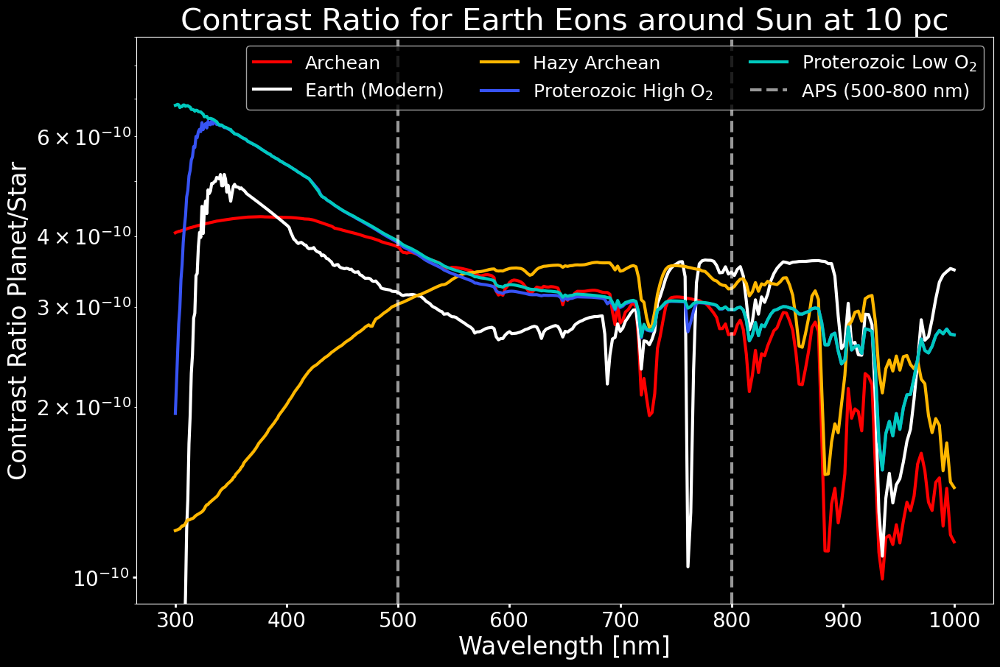 Contrast Ratio for Earth Eons around Sun at 10 pc
Archean
Earth (Modern)
Hazy Archean
Proterozoic High O₂
Proterozoic Low O₂
APS (500-800 nm)
Contrast Ratio Planet/Star
6 × 10⁻¹⁰
4 × 10⁻¹⁰
3 × 10⁻¹⁰
2 × 10⁻¹⁰
10⁻¹⁰
300 400 500 600 700 800 900 1000
Wavelength [nm]